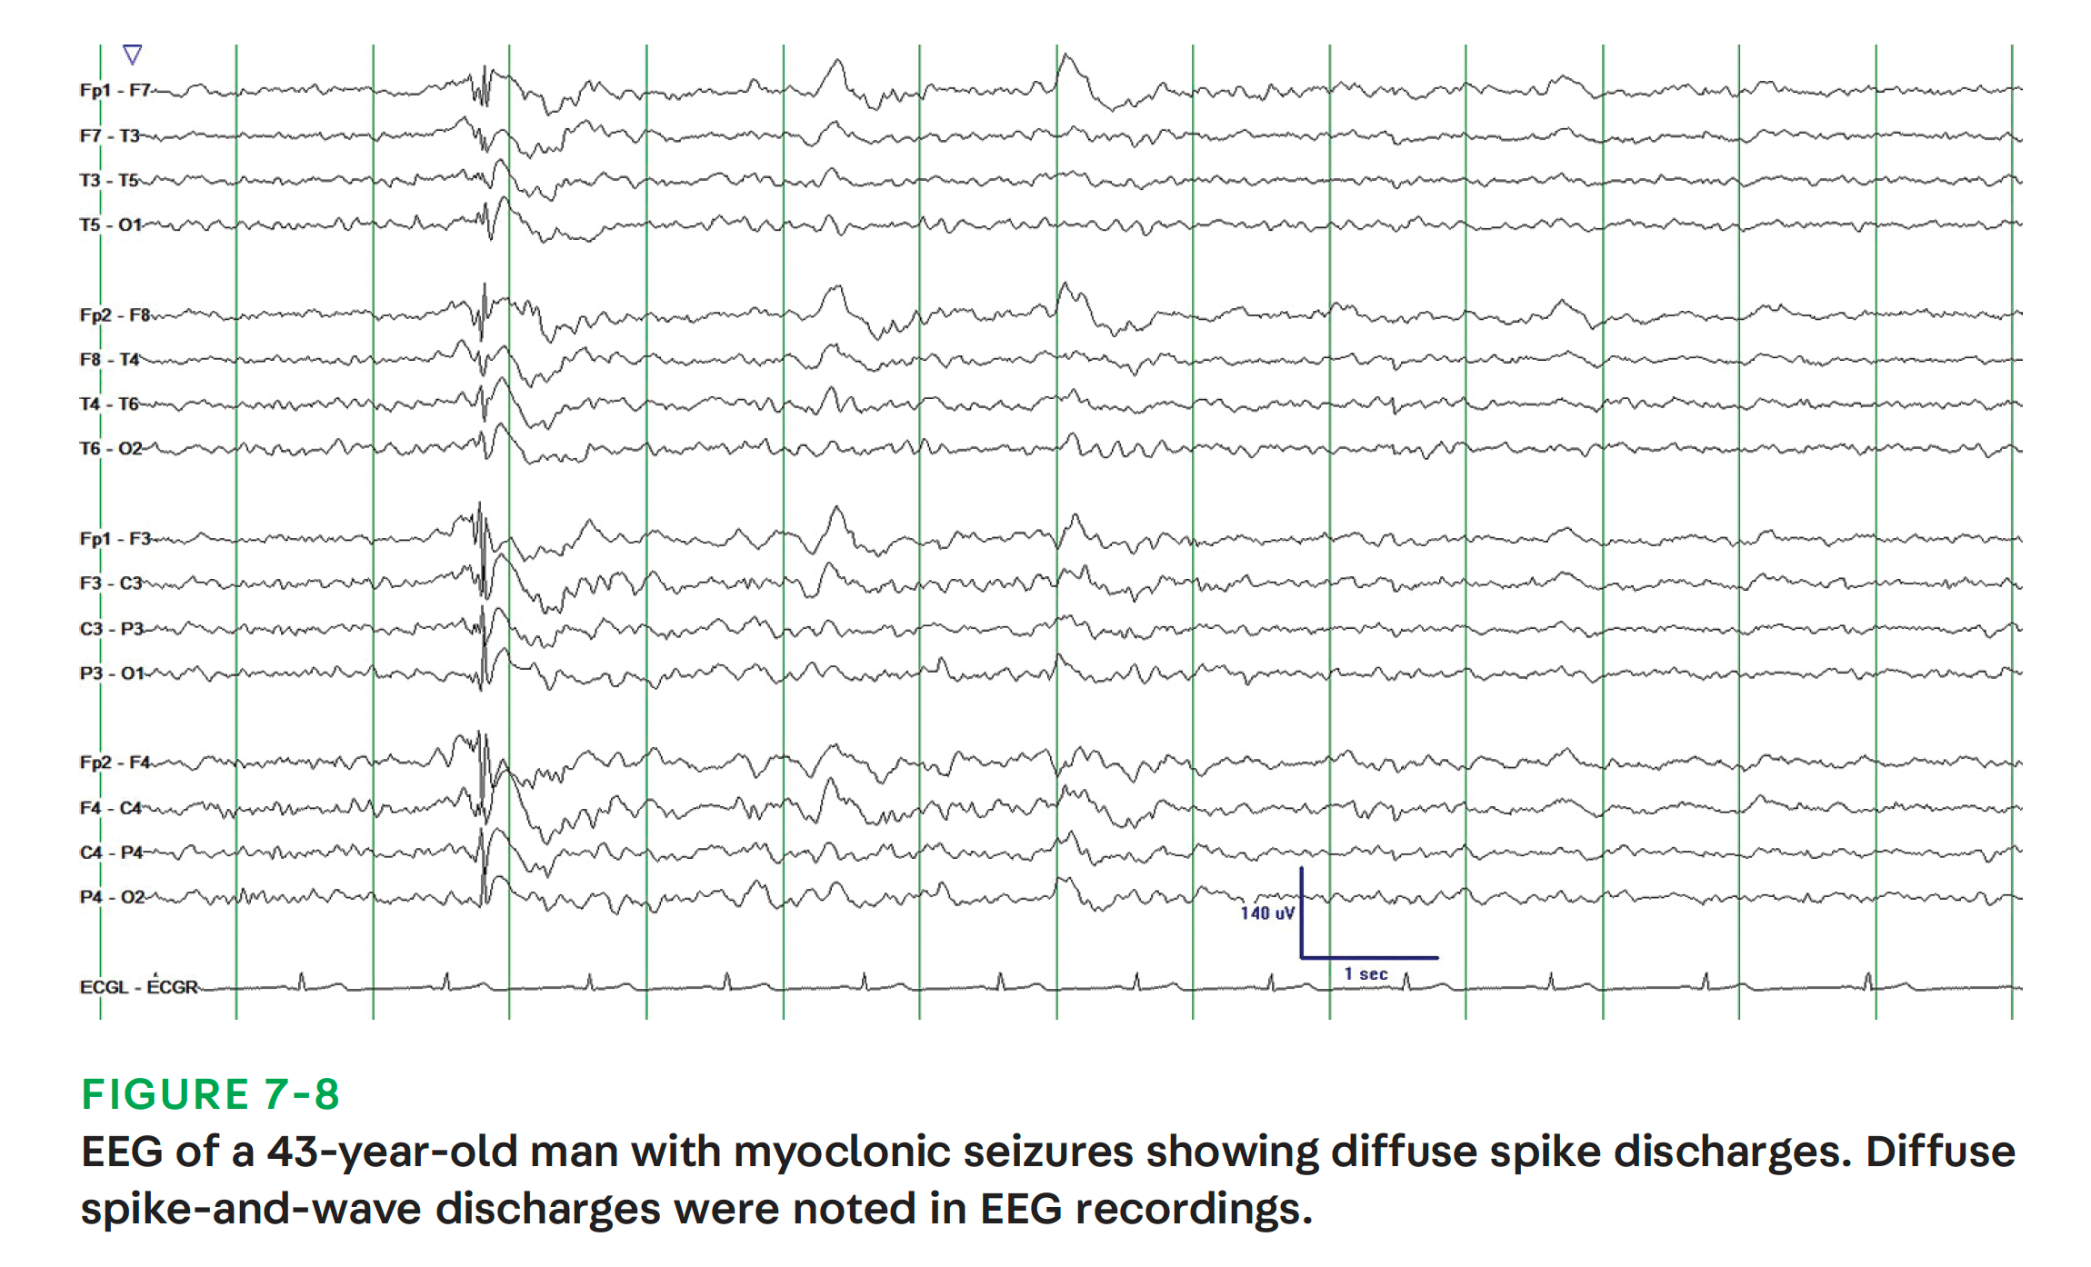 Fp1 - F7
F7 - T3
T3 - T5
T5 - O1
Fp2 - F8
F8 - T4
T4 - T6
T6 - O2
Fp1 - F3
F3 - C3
C3 - P3
P3 - O1
Fp2 - F4
F4 - C4
C4 - P4
P4 - O2
140 uV
1 sec
ECGL - ECGR
FIGURE 7-8
EEG of a 43-year-old man with myoclonic seizures showing diffuse spike discharges. Diffuse
spike-and-wave discharges were noted in EEG recordings.